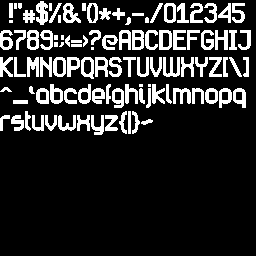 !"#$%&'()*+,-./012345
6789:;<=>?@ABCDEFGHIJ
KLMNOPQRSTUVWXYZ[\]
^_`abcdefghijklmnopq
rstuvwxyz{|}~